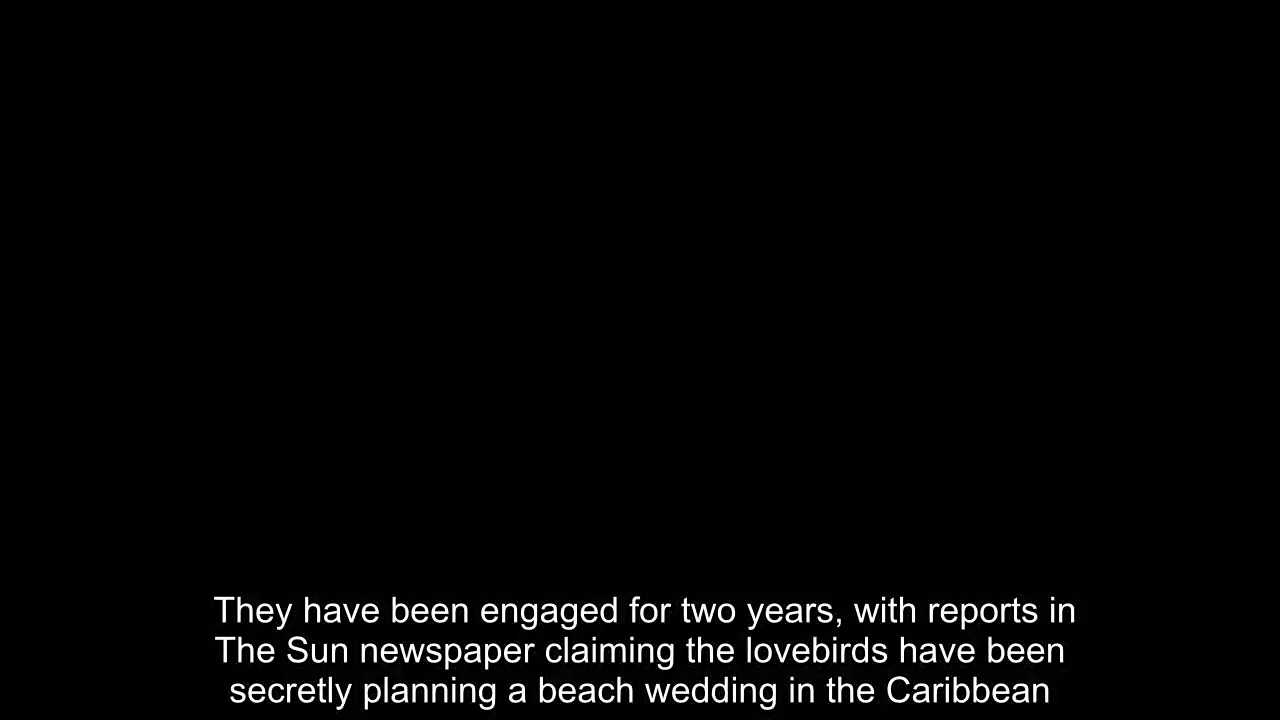 They have been engaged for two years, with reports in
The Sun newspaper claiming the lovebirds have been
secretly planning a beach wedding in the Caribbean